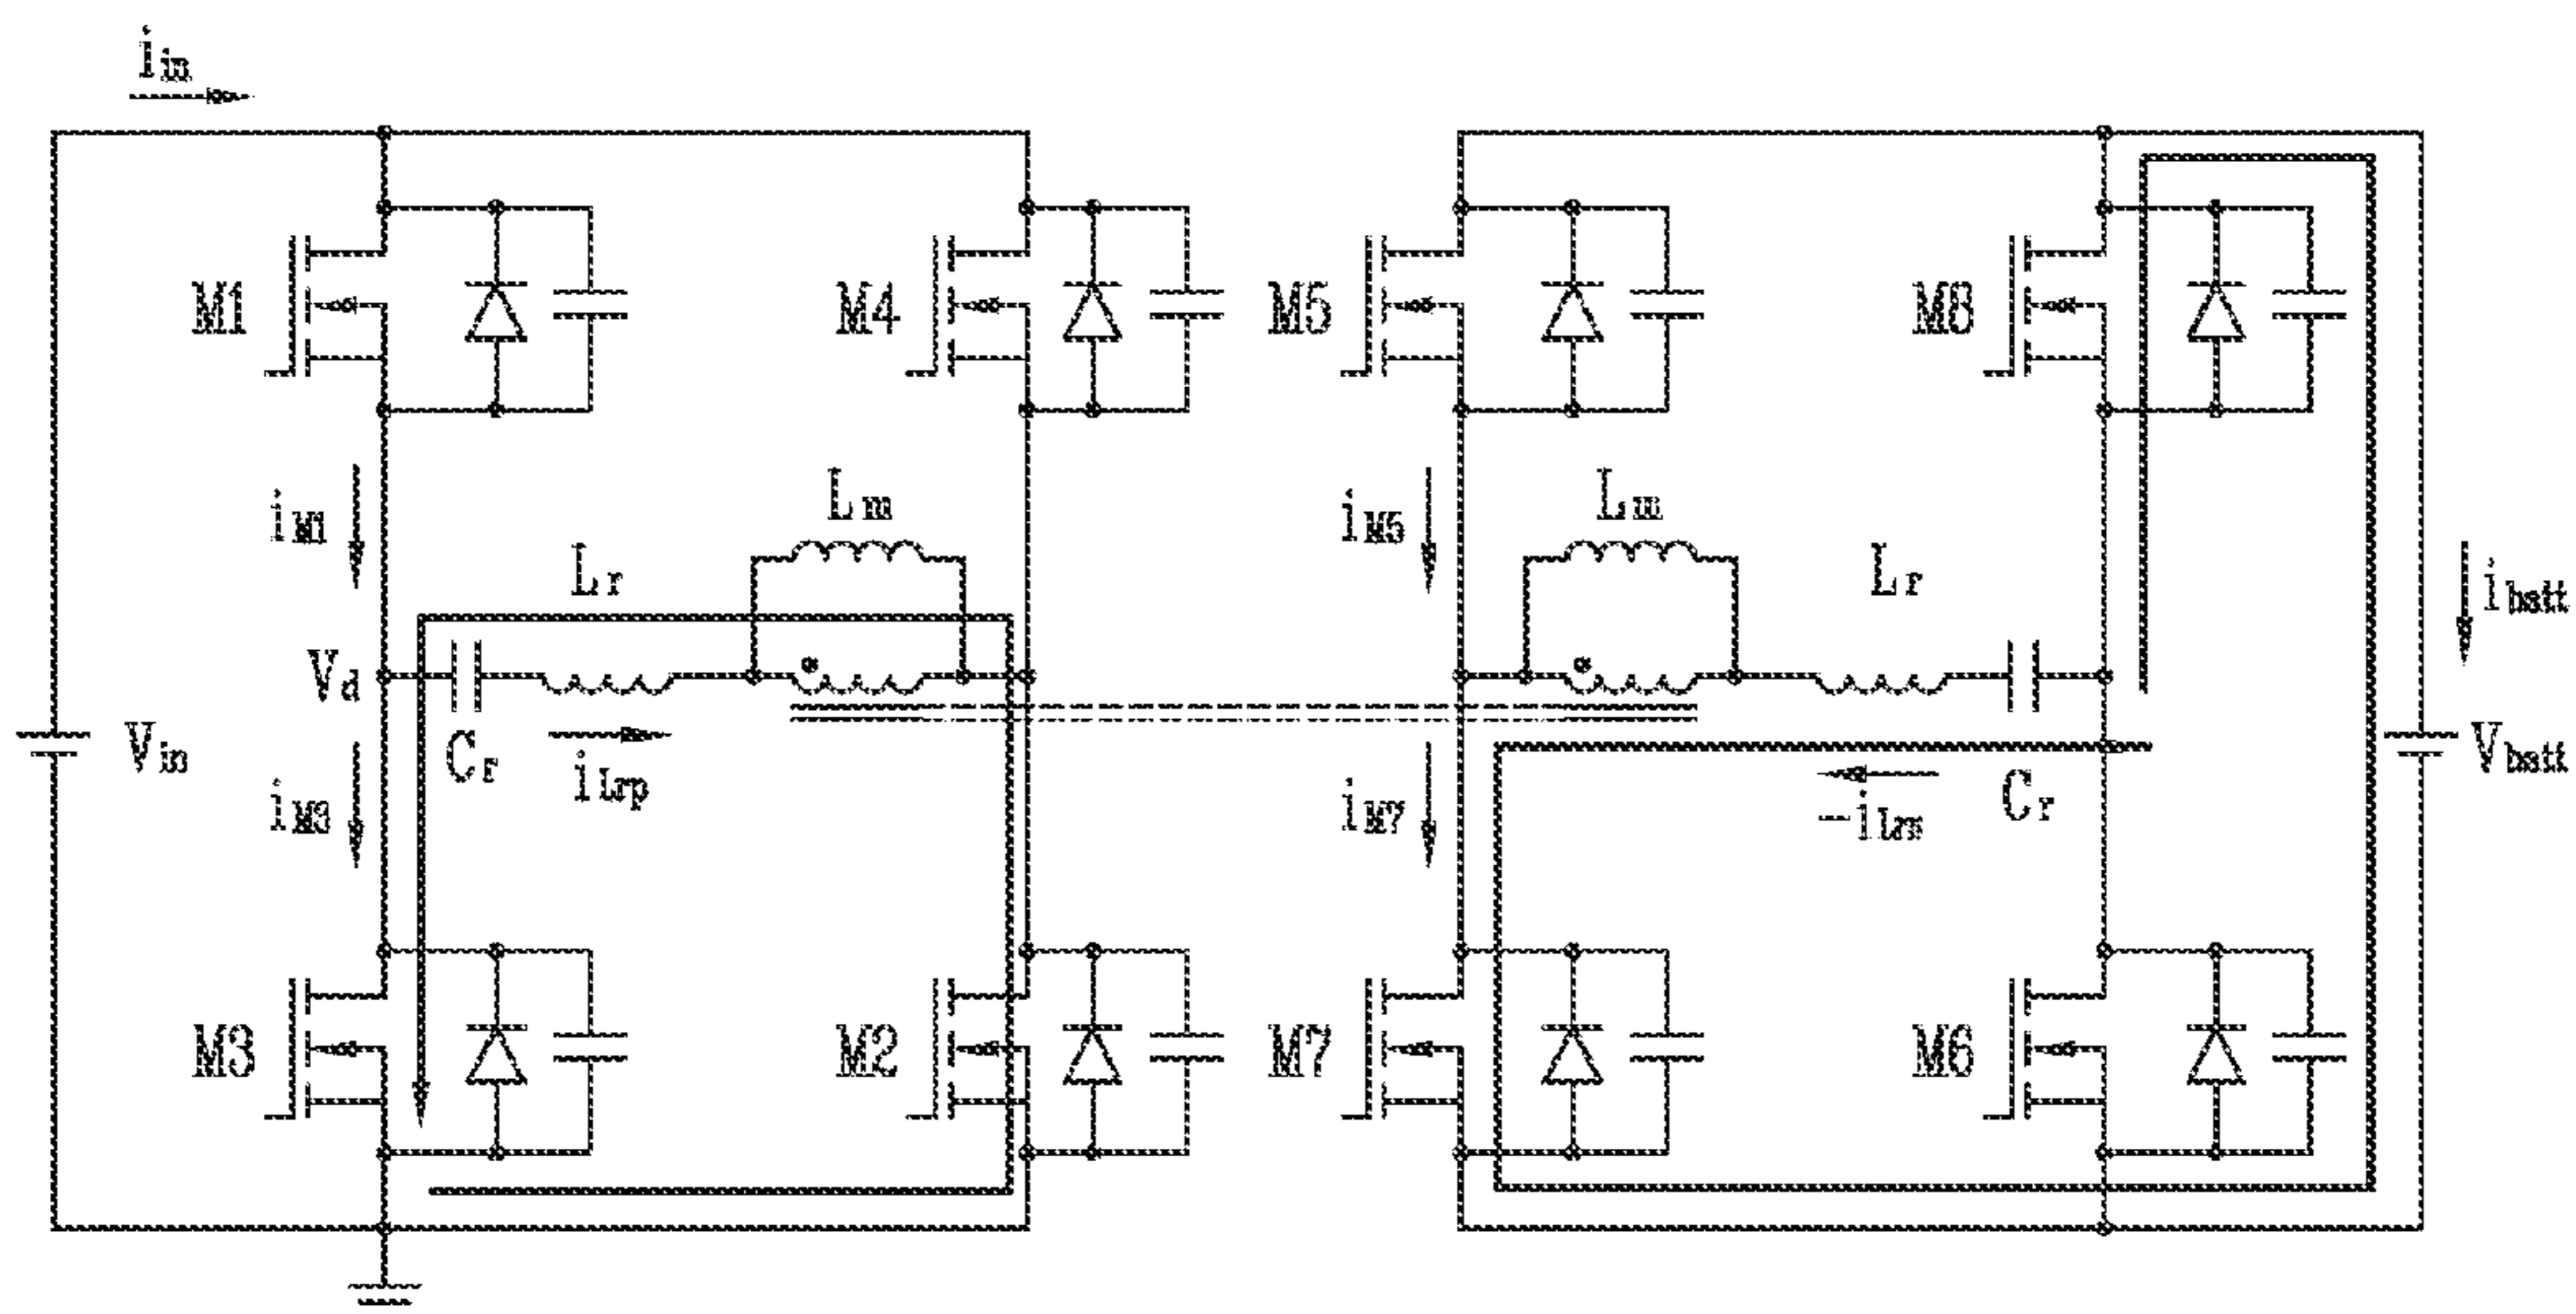 iin
M1
M4
M5
M8
iM1
Lm
iM5
Lm
Lr
Lr
ibatt
Vd
Vin
Cr
iLrp
Vbatt
iM3
iM7
-iLrs
Cr
M3
M2
M7
M6